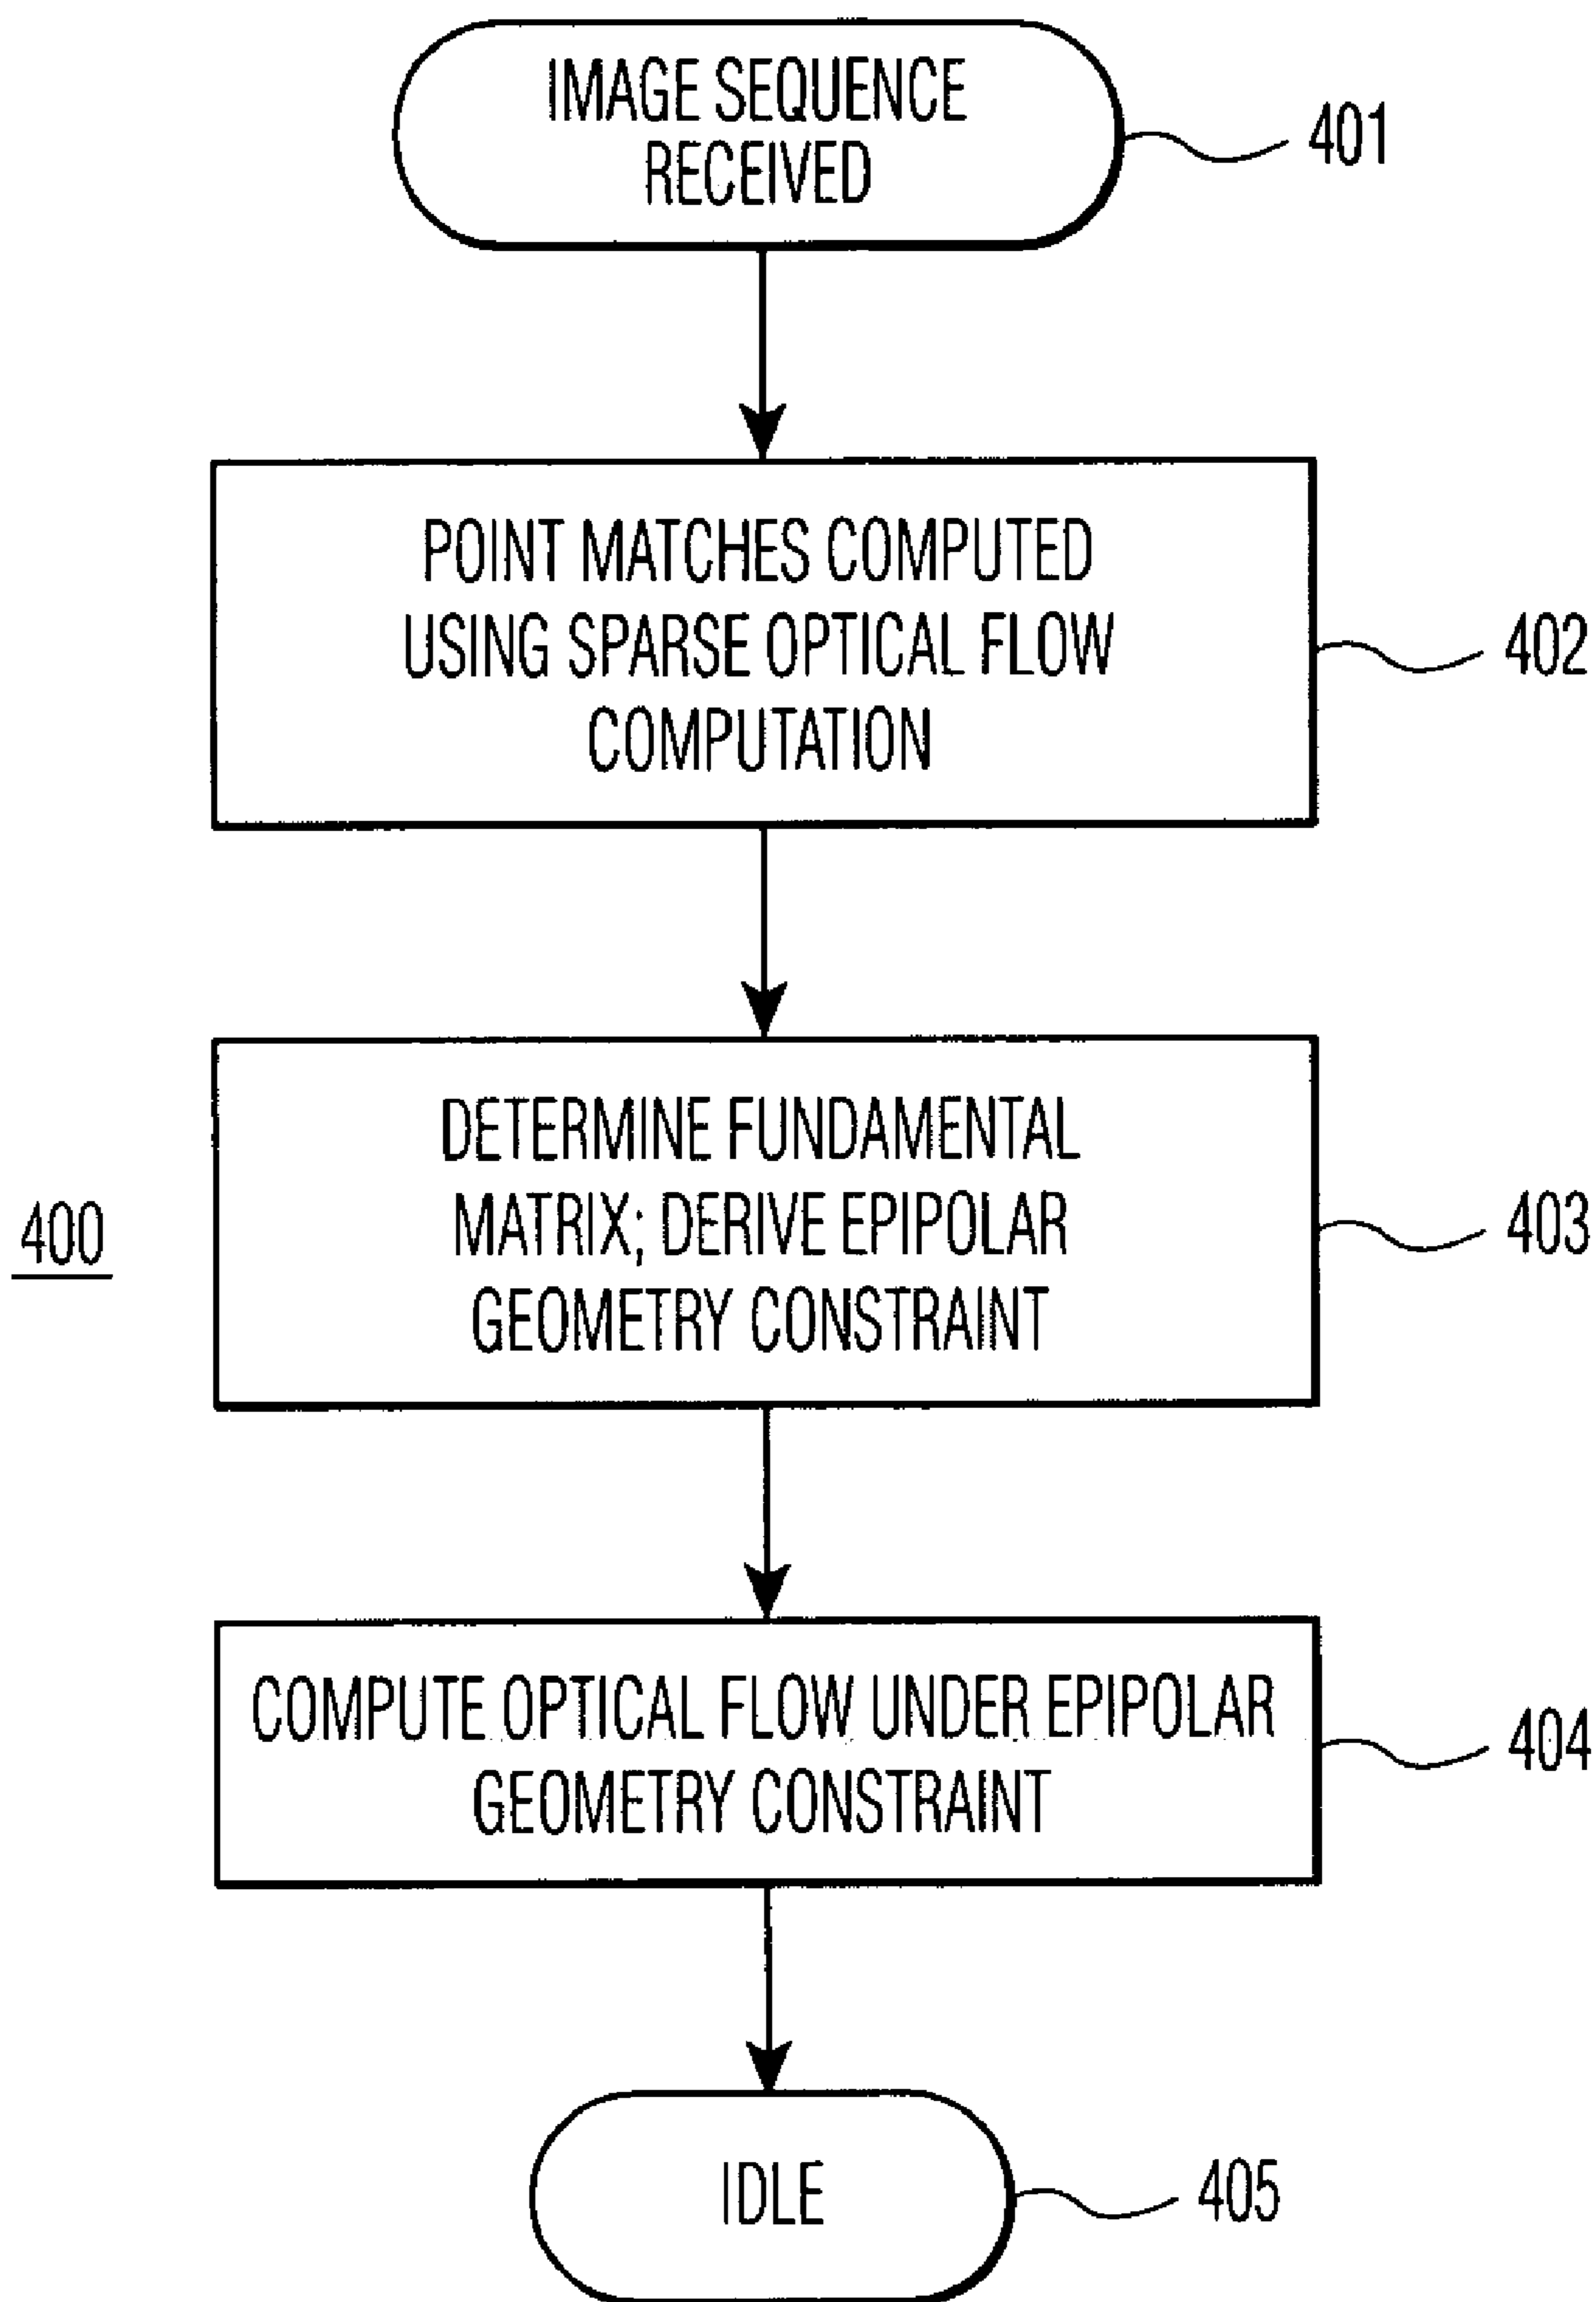 IMAGE SEQUENCE
RECEIVED
401
POINT MATCHES COMPUTED
USING SPARSE OPTICAL FLOW
COMPUTATION
402
DETERMINE FUNDAMENTAL
MATRIX; DERIVE EPIPOLAR
GEOMETRY CONSTRAINT
403
400
COMPUTE OPTICAL FLOW UNDER EPIPOLAR
GEOMETRY CONSTRAINT
404
IDLE
405